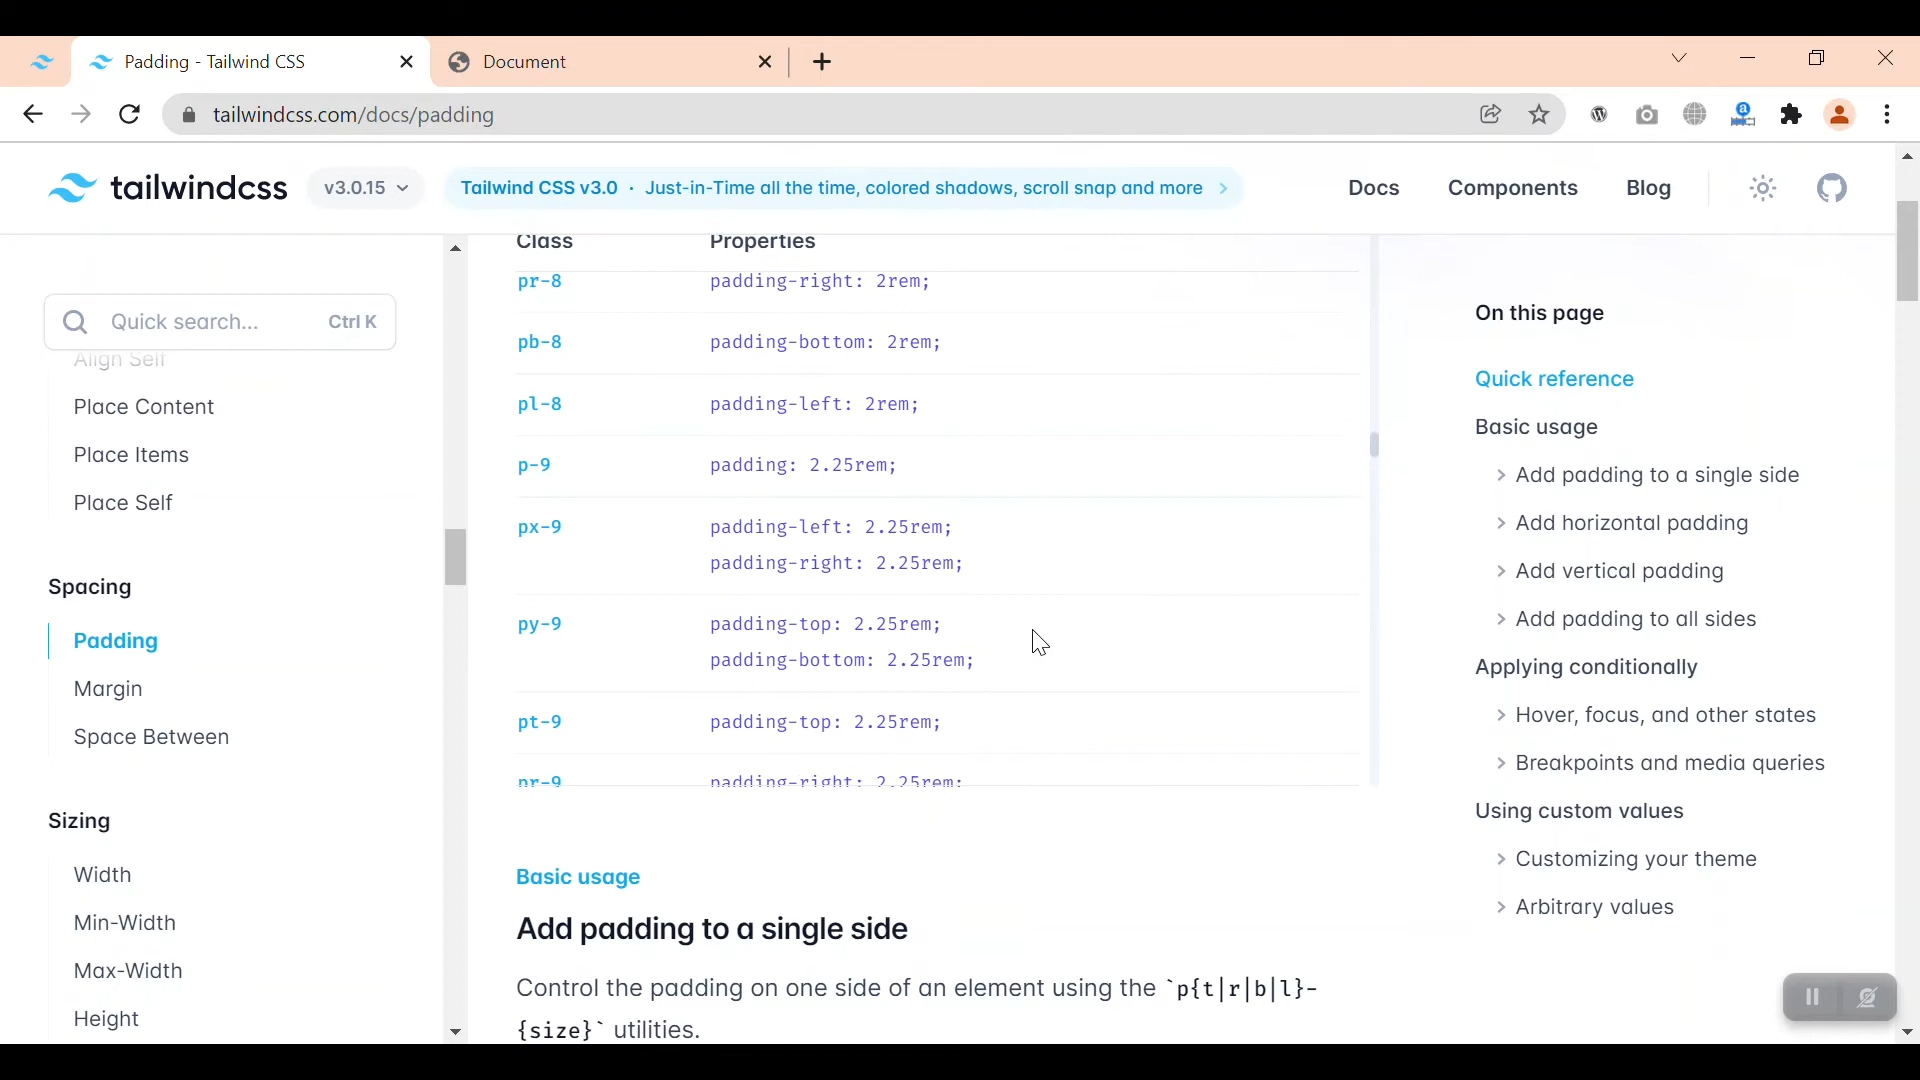 Padding - Tailwind CSS
Document
tailwindcss.com/docs/padding
tailwindcss
v3.0.15
Tailwind CSS v3.0 · Just-in-Time all the time, colored shadows, scroll snap and more
Docs
Components
Blog
Quick search...
Ctrl K
Align Self
Place Content
Place Items
Place Self
Spacing
Padding
Margin
Space Between
Sizing
Width
Min-Width
Max-Width
Height
Class Properties
pr-8 padding-right: 2rem;
pb-8 padding-bottom: 2rem;
pl-8 padding-left: 2rem;
p-9 padding: 2.25rem;
px-9 padding-left: 2.25rem;
padding-right: 2.25rem;
py-9 padding-top: 2.25rem;
padding-bottom: 2.25rem;
pt-9 padding-top: 2.25rem;
pr-9 padding-right: 2.25rem;
Basic usage
Add padding to a single side
Control the padding on one side of an element using the `p{t|r|b|l}-
{size}` utilities.
On this page
Quick reference
Basic usage
Add padding to a single side
Add horizontal padding
Add vertical padding
Add padding to all sides
Applying conditionally
Hover, focus, and other states
Breakpoints and media queries
Using custom values
Customizing your theme
Arbitrary values